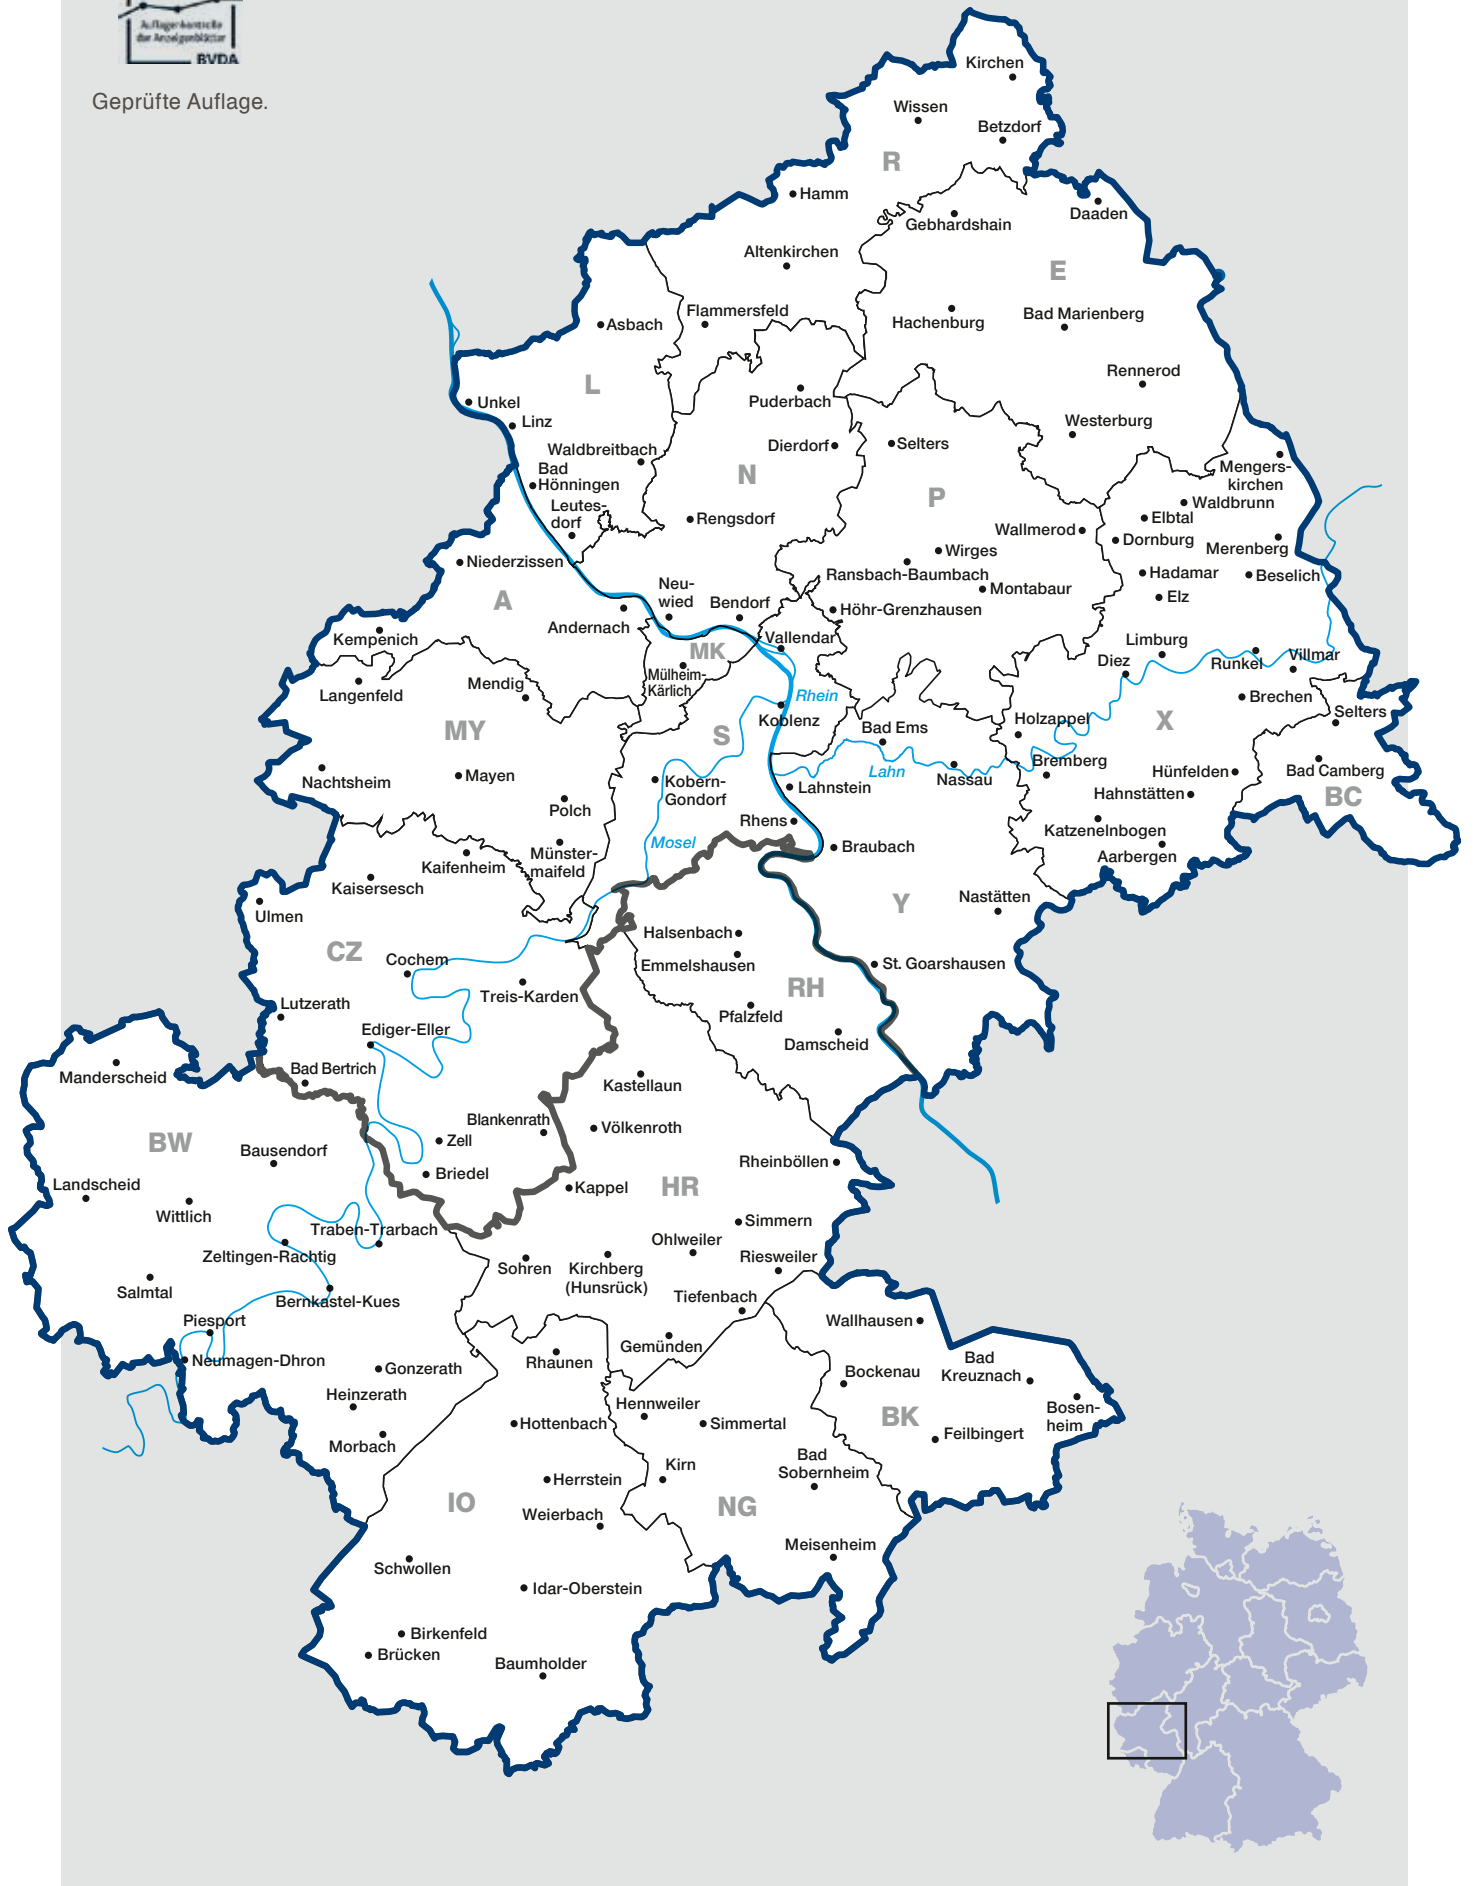 Auflagenkontrolle
der Anzeigenblätter
BVDA
Geprüfte Auflage.
Kirchen
Wissen
Betzdorf
R
Hamm
Daaden
Gebhardshain
Altenkirchen
E
Flammersfeld
Bad Marienberg
Hachenburg
Asbach
Rennerod
L
Puderbach
Unkel
Linz
Westerburg
Dierdorf
Selters
Waldbreitbach
Bad
Hönningen
Mengers-
kirchen
N
P
Waldbrunn
Leutes-
dorf
Rengsdorf
Elbtal
Wallmerod
Dornburg
Merenberg
Wirges
Niederzissen
Ransbach-Baumbach
Hadamar
Beselich
Neu-
wied
Montabaur
A
Bendorf
Höhr-Grenzhausen
Elz
Andernach
Kempenich
Vallendar
Limburg
MK
Diez
Runkel
Villmar
Mülheim-
Kärlich
Langenfeld
Mendig
Rhein
Brechen
Koblenz
Selters
Holzappel
X
MY
S
Bad Ems
Bremberg
Lahn
Nassau
Hünfelden
Bad Camberg
Nachtsheim
Mayen
Kobern-
Gondorf
Lahnstein
Hahnstätten
BC
Polch
Rhens
Katzenelnbogen
Mosel
Braubach
Aarbergen
Münster-
maifeld
Kaifenheim
Kaisersesch
Nastätten
Y
Ulmen
Halsenbach
CZ
Cochem
Emmelshausen
St. Goarshausen
Treis-Karden
RH
Lutzerath
Pfalzfeld
Ediger-Eller
Damscheid
Bad Bertrich
Manderscheid
Kastellaun
Blankenrath
Völkenroth
BW
Zell
Bausendorf
Rheinböllen
Briedel
Landscheid
Kappel
HR
Wittlich
Simmern
Traben-Trarbach
Ohlweiler
Zeltingen-Rachtig
Riesweiler
Sohren
Kirchberg
(Hunsrück)
Salmtal
Tiefenbach
Bernkastel-Kues
Piesport
Wallhausen
Gemünden
Neumagen-Dhron
Rhaunen
Gonzerath
Bad
Kreuznach
Bockenau
Heinzerath
Hennweiler
Bosen-
heim
Hottenbach
Simmertal
BK
Feilbingert
Morbach
Bad
Sobernheim
Kirn
Herrstein
IO
NG
Weierbach
Meisenheim
Schwollen
Idar-Oberstein
Birkenfeld
Brücken
Baumholder